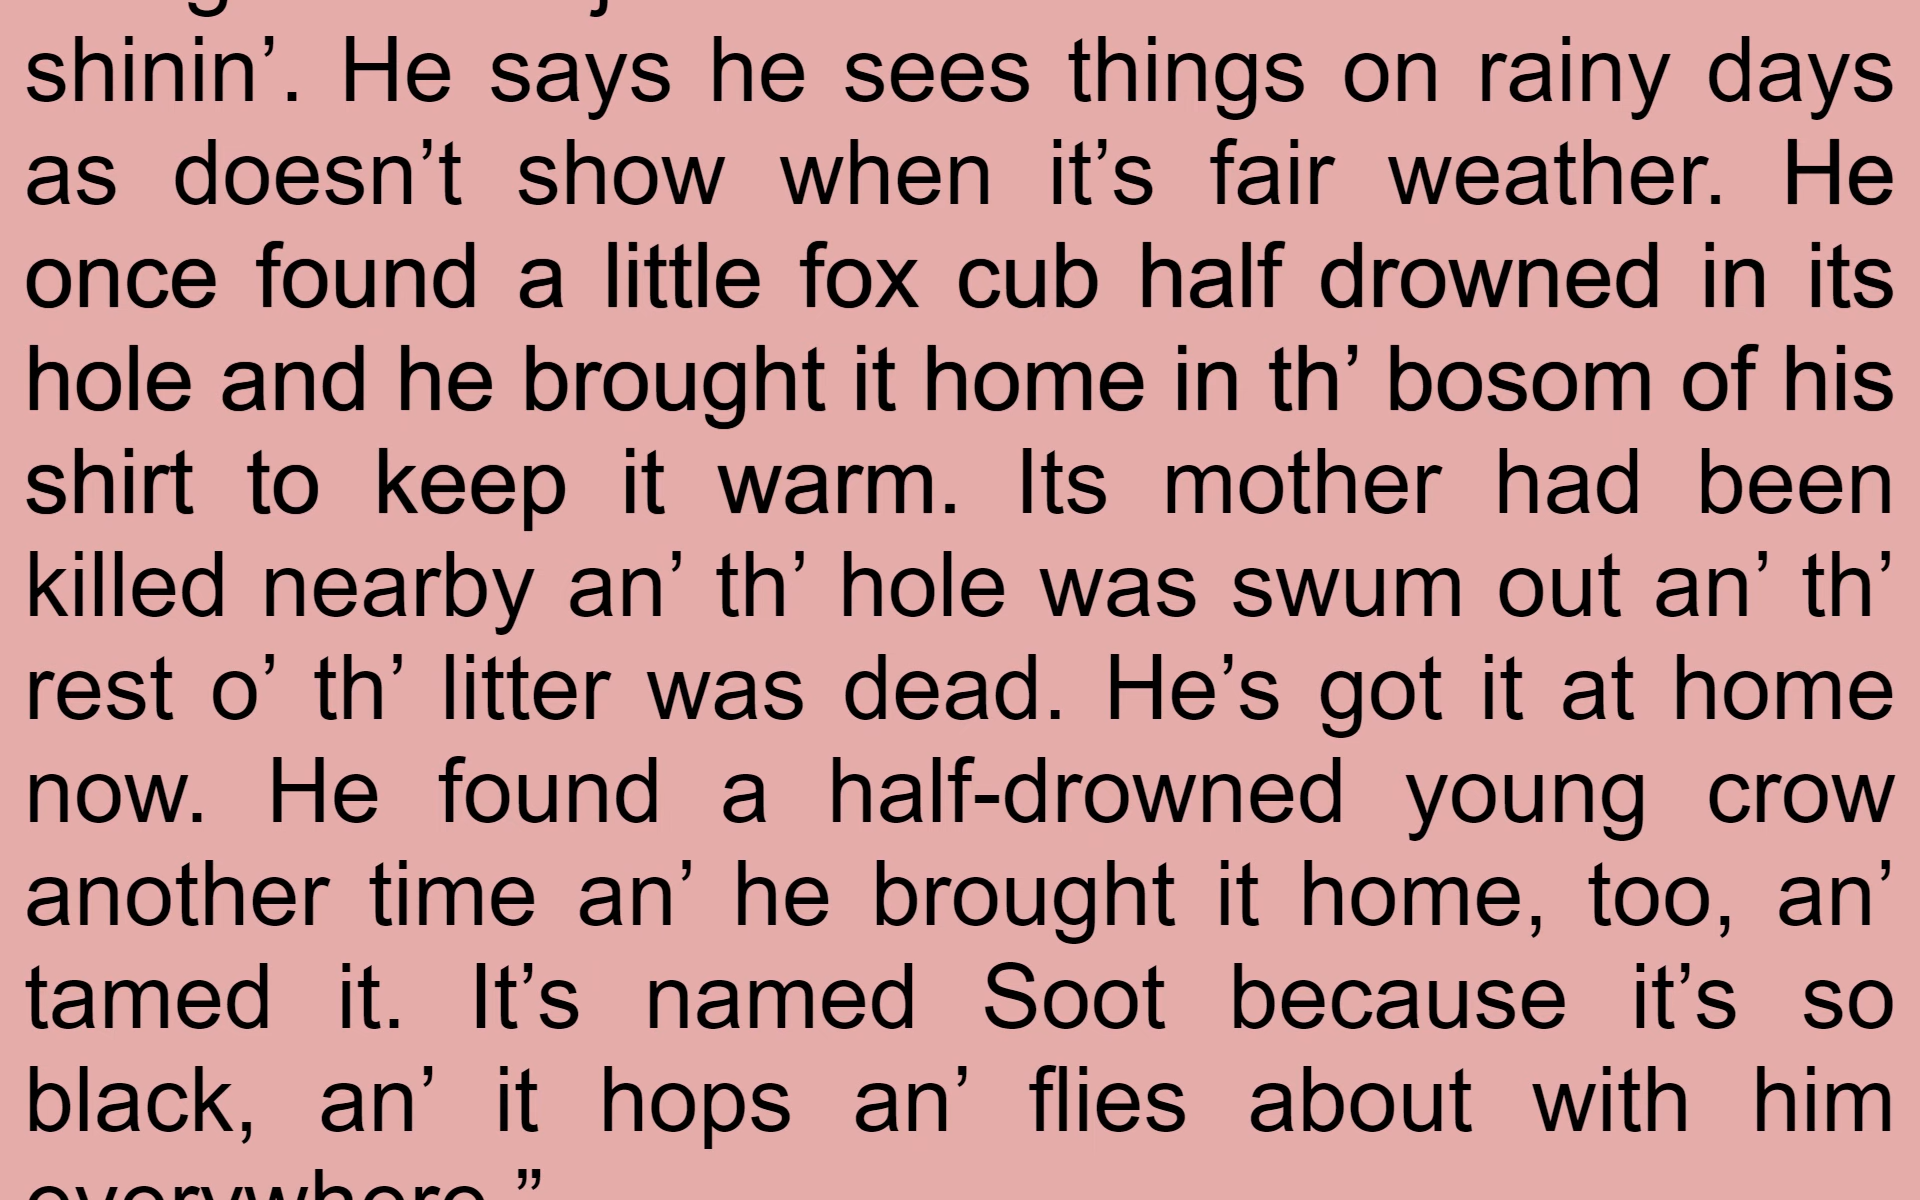 shinin’. He says he sees things on rainy days
as doesn’t show when it’s fair weather. He
once found a little fox cub half drowned in its
hole and he brought it home in th’ bosom of his
shirt to keep it warm. Its mother had been
killed nearby an’ th’ hole was swum out an’ th’
rest o’ th’ litter was dead. He’s got it at home
now. He found a half-drowned young crow
another time an’ he brought it home, too, an’
tamed it. It’s named Soot because it’s so
black, an’ it hops an’ flies about with him
everywhere.”